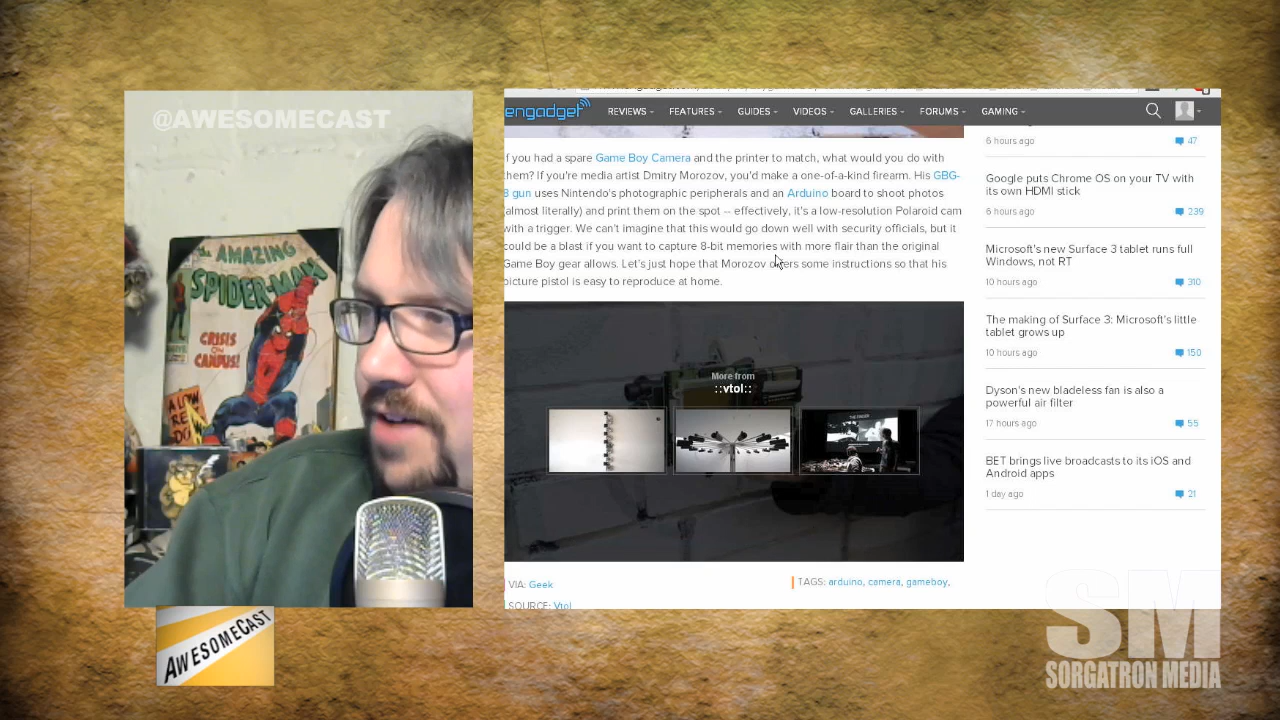 @AWESOMECAST
the AMAZING
SPIDER-MAN
CRISIS
ON
CAMPUS!
AWESOMECAST
engadget
REVIEWS
FEATURES
GUIDES
VIDEOS
GALLERIES
FORUMS
GAMING
f you had a spare Game Boy Camera and the printer to match, what would you do with
them? If you're media artist Dmitry Morozov, you'd make a one-of-a-kind firearm. His GBG-
8 gun uses Nintendo's photographic peripherals and an Arduino board to shoot photos
(almost literally) and print them on the spot -- effectively, it's a low-resolution Polaroid cam
with a trigger. We can't imagine that this would go down well with security officials, but it
could be a blast if you want to capture 8-bit memories with more flair than the original
Game Boy gear allows. Let's just hope that Morozov offers some instructions so that his
picture pistol is easy to reproduce at home.
More from
::vtol::
VIA: Geek
SOURCE: Vtol
TAGS: arduino, camera, gameboy,
6 hours ago
47
Google puts Chrome OS on your TV with
its own HDMI stick
6 hours ago
239
Microsoft's new Surface 3 tablet runs full
Windows, not RT
10 hours ago
310
The making of Surface 3: Microsoft's little
tablet grows up
10 hours ago
150
Dyson's new bladeless fan is also a
powerful air filter
17 hours ago
55
BET brings live broadcasts to its iOS and
Android apps
1 day ago
21
SM
SORGATRON MEDIA